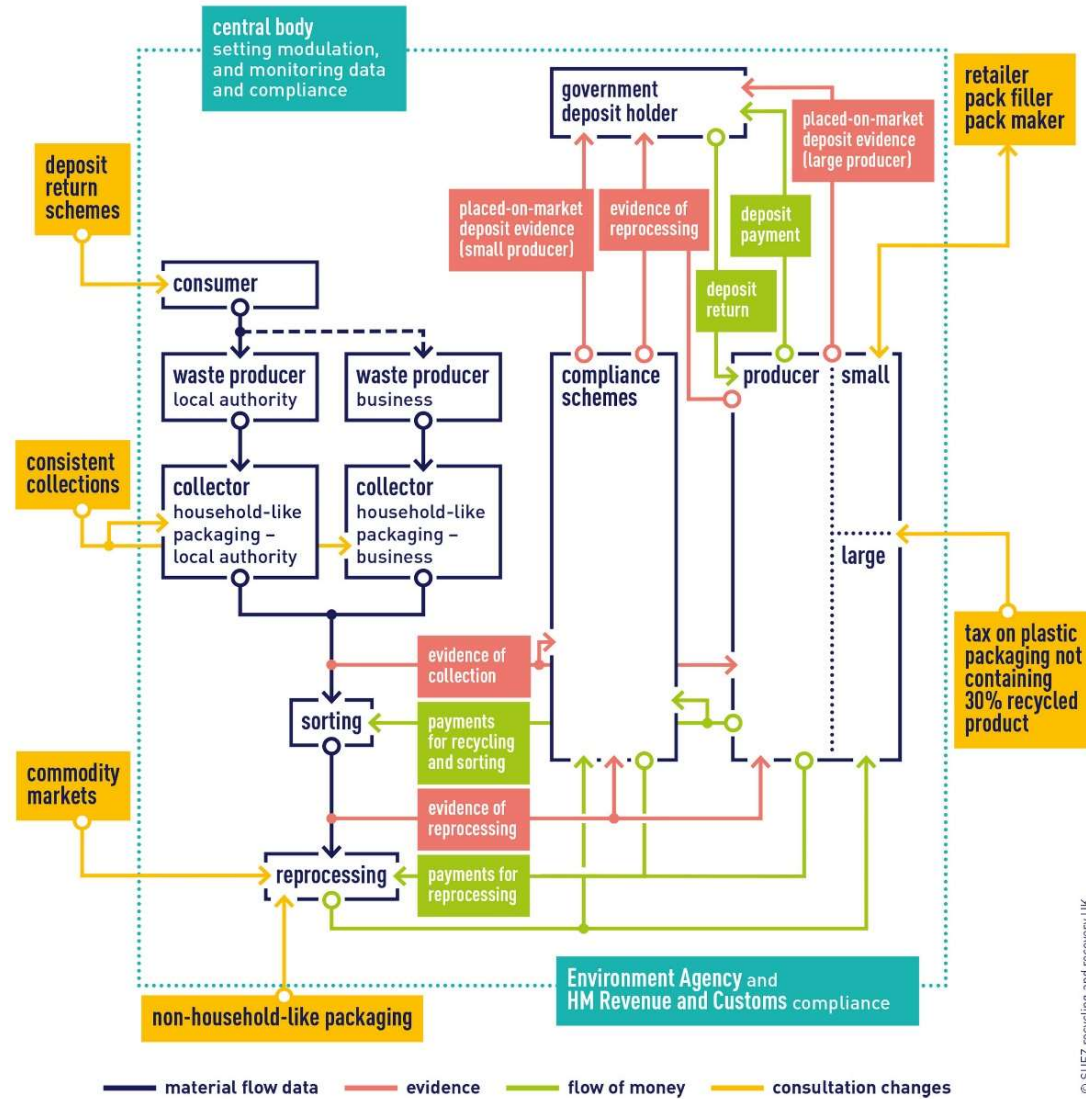 central body
setting modulation,
and monitoring data
and compliance
government
deposit holder
retailer
pack filler
pack maker
placed-on-market
deposit evidence
(large producer)
deposit
return
schemes
placed-on-market
deposit evidence
(small producer)
evidence of
reprocessing
deposit
payment
deposit
return
consumer
waste producer
local authority
waste producer
business
compliance
schemes
producer
small
consistent
collections
collector
household-like
packaging –
local authority
collector
household-like
packaging –
business
large
evidence of
collection
tax on plastic
packaging not
containing
30% recycled
product
sorting
payments
for recycling
and sorting
commodity
markets
evidence of
reprocessing
reprocessing
payments for
reprocessing
Environment Agency and
HM Revenue and Customs compliance
non-household-like packaging
material flow data
evidence
flow of money
consultation changes
© SUEZ recycling and recovery UK